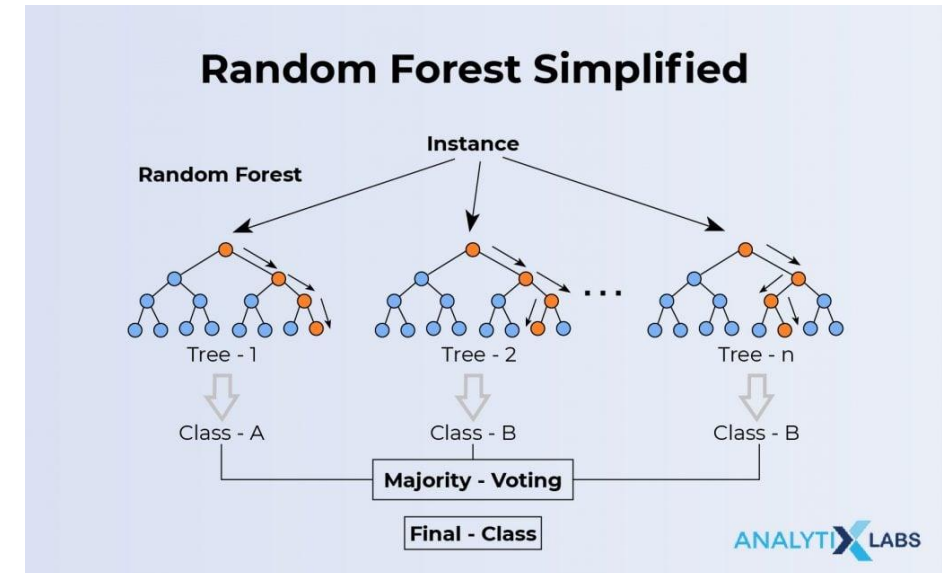 Random Forest Simplified
Instance
Random Forest
...
Tree - 1
Tree - 2
Tree - n
Class - A
Class - B
Class - B
Majority - Voting
Final - Class
ANALYTIX LABS